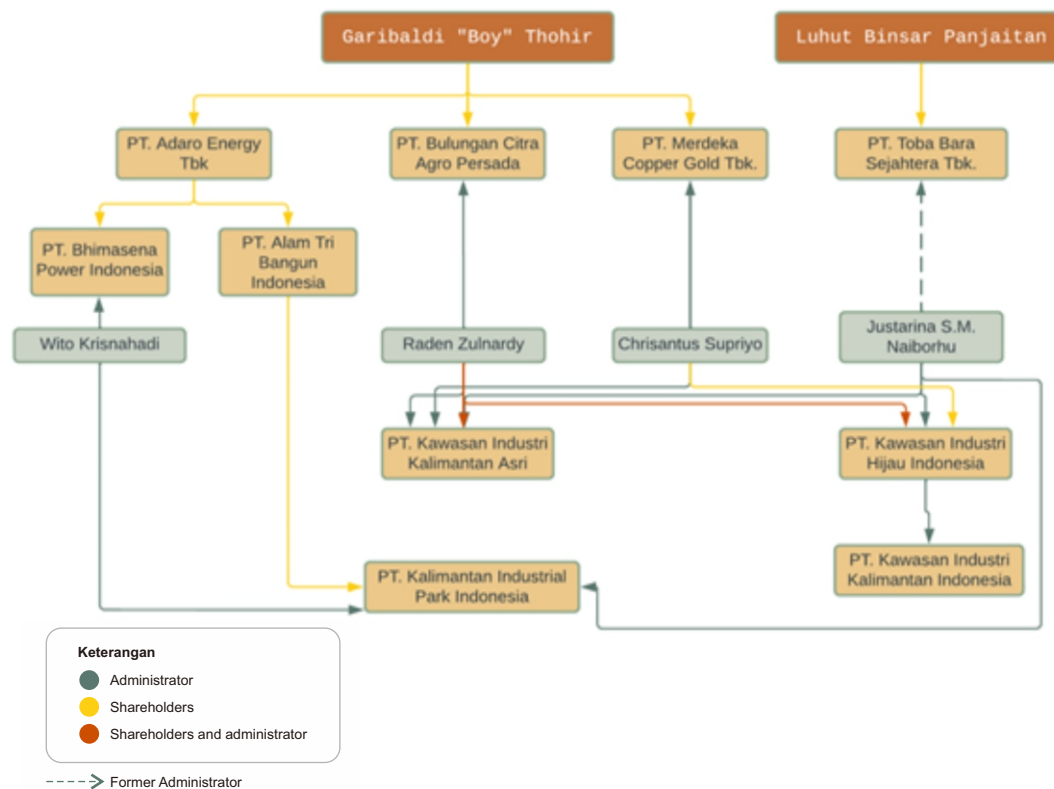 Garibaldi "Boy" Thohir
Luhut Binsar Panjaitan
PT. Adaro Energy
Tbk
PT. Bulungan Citra
Agro Persada
PT. Merdeka
Copper Gold Tbk.
PT. Toba Bara
Sejahtera Tbk.
PT. Bhimasena
Power Indonesia
PT. Alam Tri
Bangun
Indonesia
Wito Krisnahadi
Raden Zulnardy
Chrisantus Supriyo
Justarina S.M.
Naiborhu
PT. Kawasan Industri
Kalimantan Asri
PT. Kawasan Industri
Hijau Indonesia
PT. Kawasan Industri
Kalimantan Indonesia
PT. Kalimantan Industrial
Park Indonesia
Keterangan
Administrator
Shareholders
Shareholders and administrator
Former Administrator